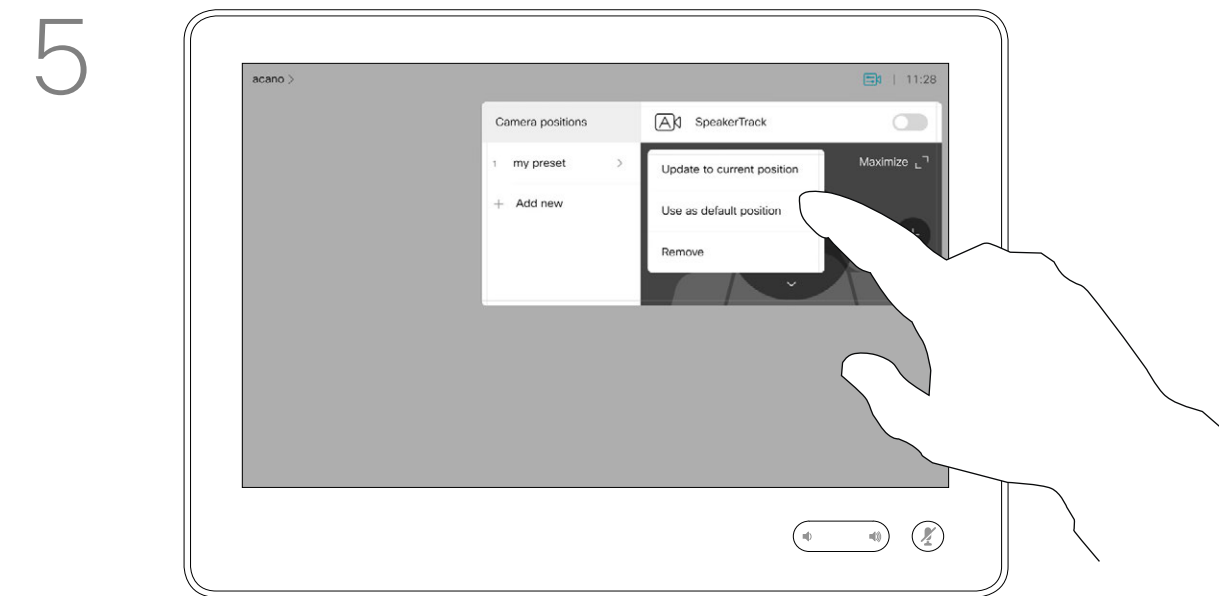 5
acano >
11:28
Camera positions
SpeakerTrack
1 my preset >
Update to current position
Maximize
+ Add new
Use as default position
Remove